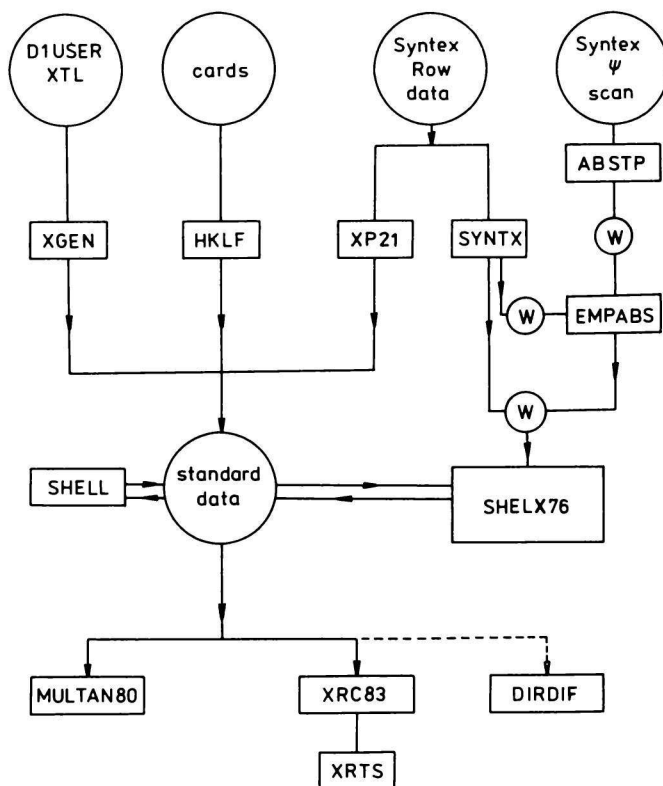 D1USER
XTL
cards
Syntex
Row
data
Syntex
ψ
scan
ABSTP
XGEN
HKLF
XP21
SYNTX
W
W
EMPABS
W
SHELL
standard
data
SHELX76
MULTAN80
XRC83
DIRDIF
XRTS